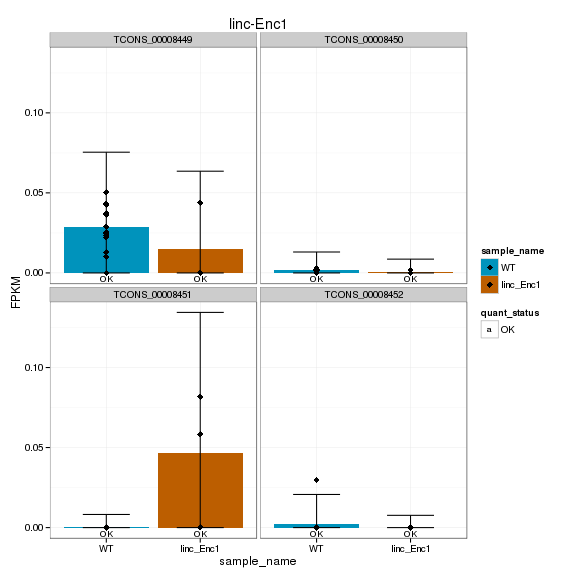 linc-Enc1
TCONS_00008449 TCONS_00008450
0.10
0.05
0.00
OK OK OK OK
TCONS_00008451 TCONS_00008452
0.10
0.05
0.00
OK OK OK OK
WT linc_Enc1 WT linc_Enc1
sample_name
FPKM
sample_name
WT
linc_Enc1
quant_status
a OK